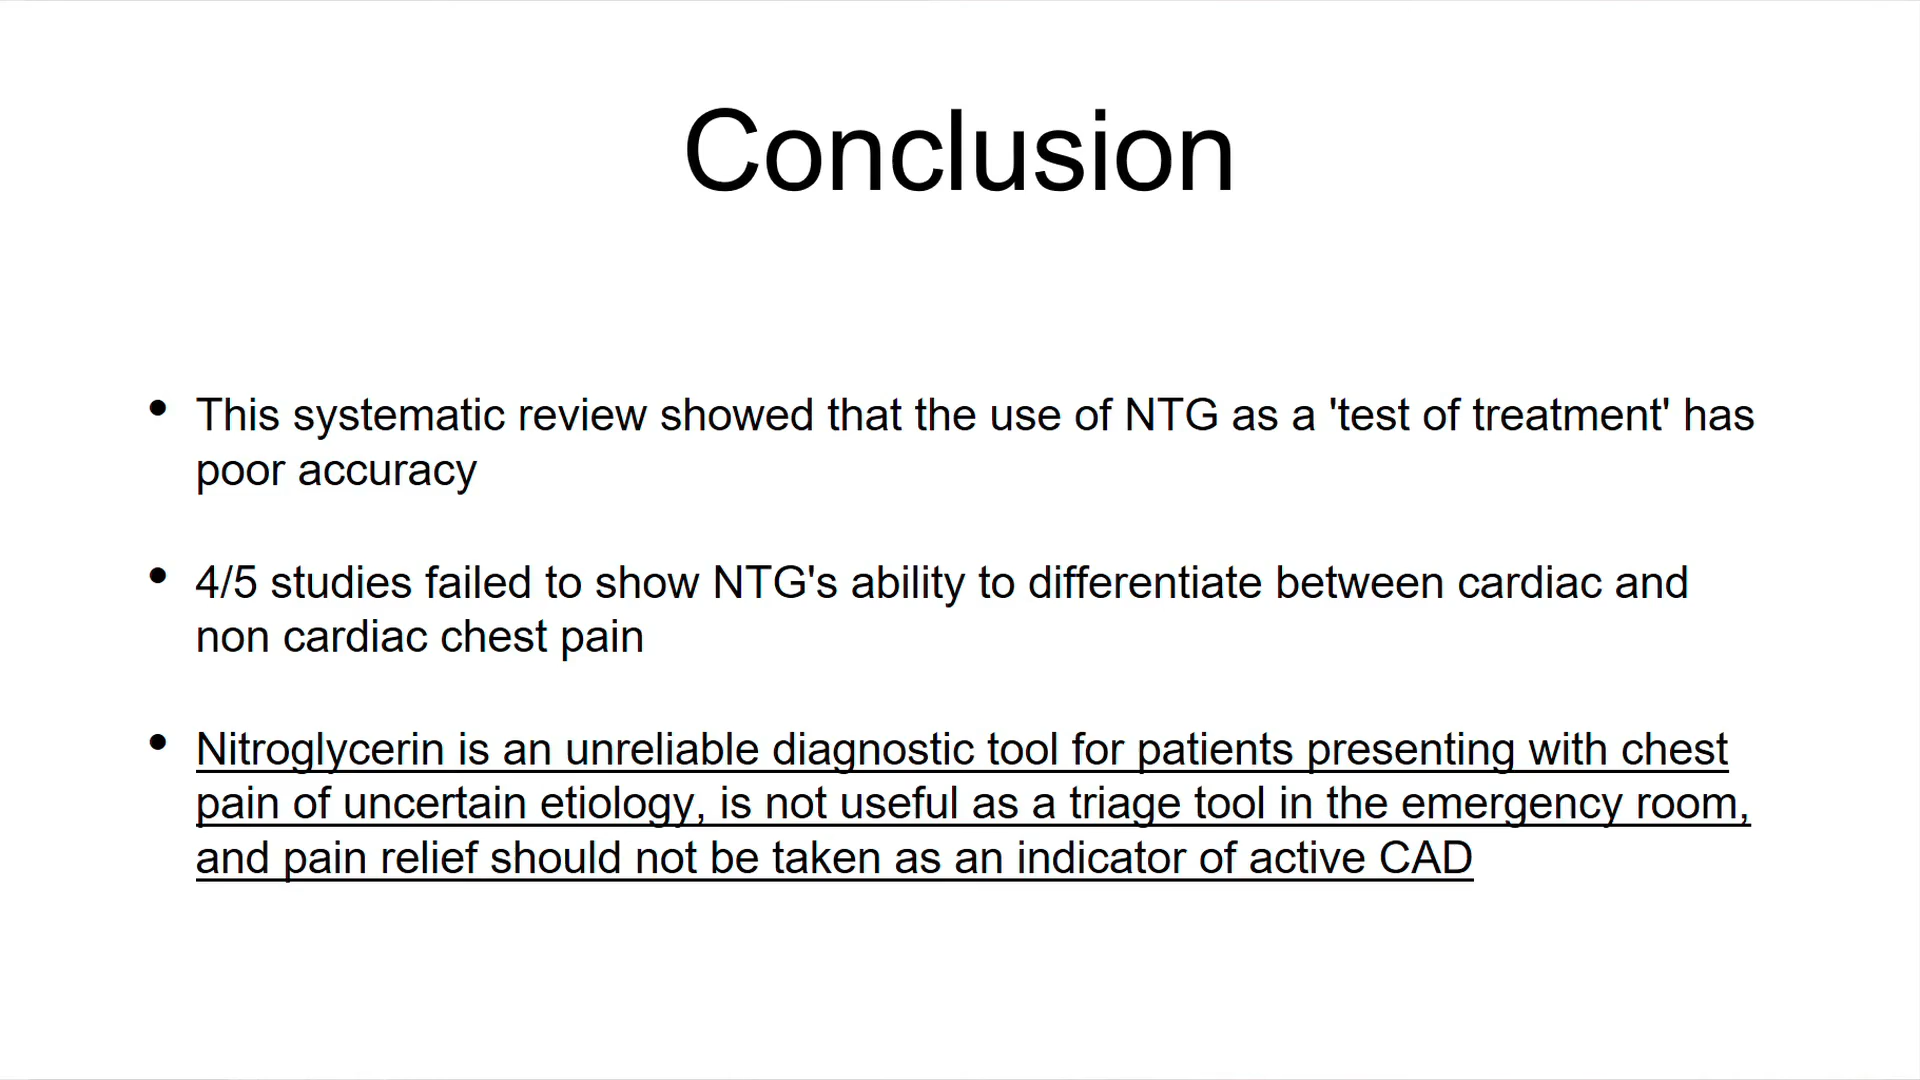 Conclusion
• This systematic review showed that the use of NTG as a 'test of treatment' has
poor accuracy
• 4/5 studies failed to show NTG's ability to differentiate between cardiac and
non cardiac chest pain
• Nitroglycerin is an unreliable diagnostic tool for patients presenting with chest
pain of uncertain etiology, is not useful as a triage tool in the emergency room,
and pain relief should not be taken as an indicator of active CAD